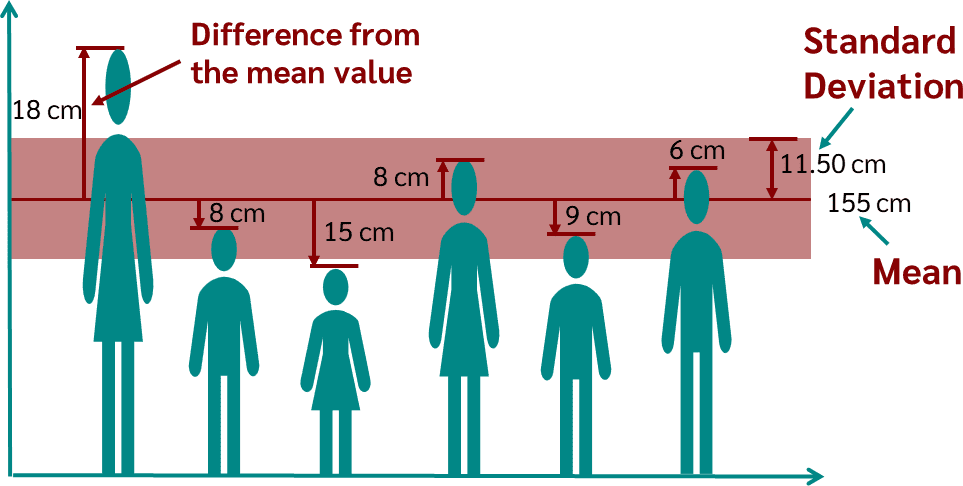 Difference from
the mean value
Standard
Deviation
18 cm
8 cm
15 cm
8 cm
9 cm
6 cm
11.50 cm
155 cm
Mean